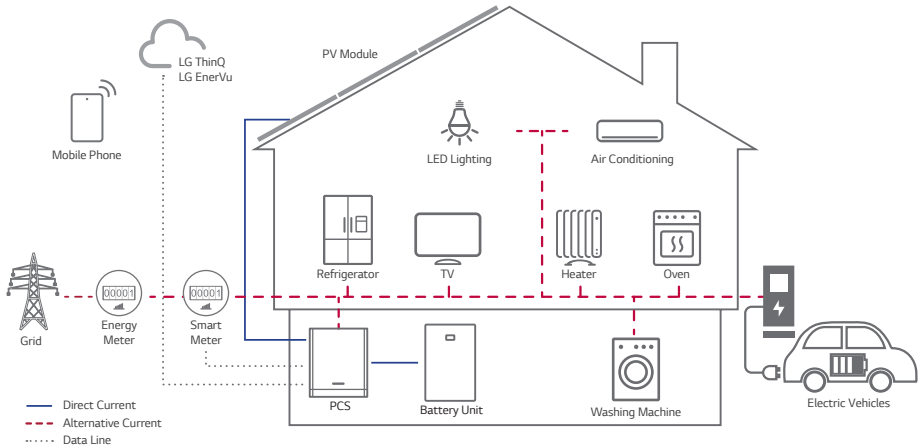 LG ThinQ
LG EnerVu
PV Module
Mobile Phone
LED Lighting
Air Conditioning
Refrigerator
TV
Heater
Oven
00001
00001
Grid
Energy
Meter
Smart
Meter
PCS
Battery Unit
Washing Machine
Electric Vehicles
Direct Current
Alternative Current
Data Line